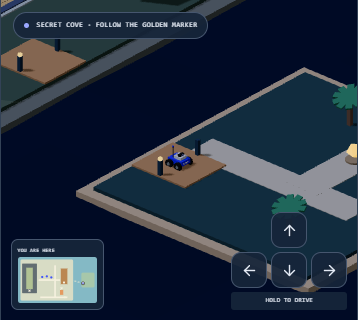 SECRET COVE - FOLLOW THE GOLDEN MARKER
YOU ARE HERE
HOLD TO DRIVE